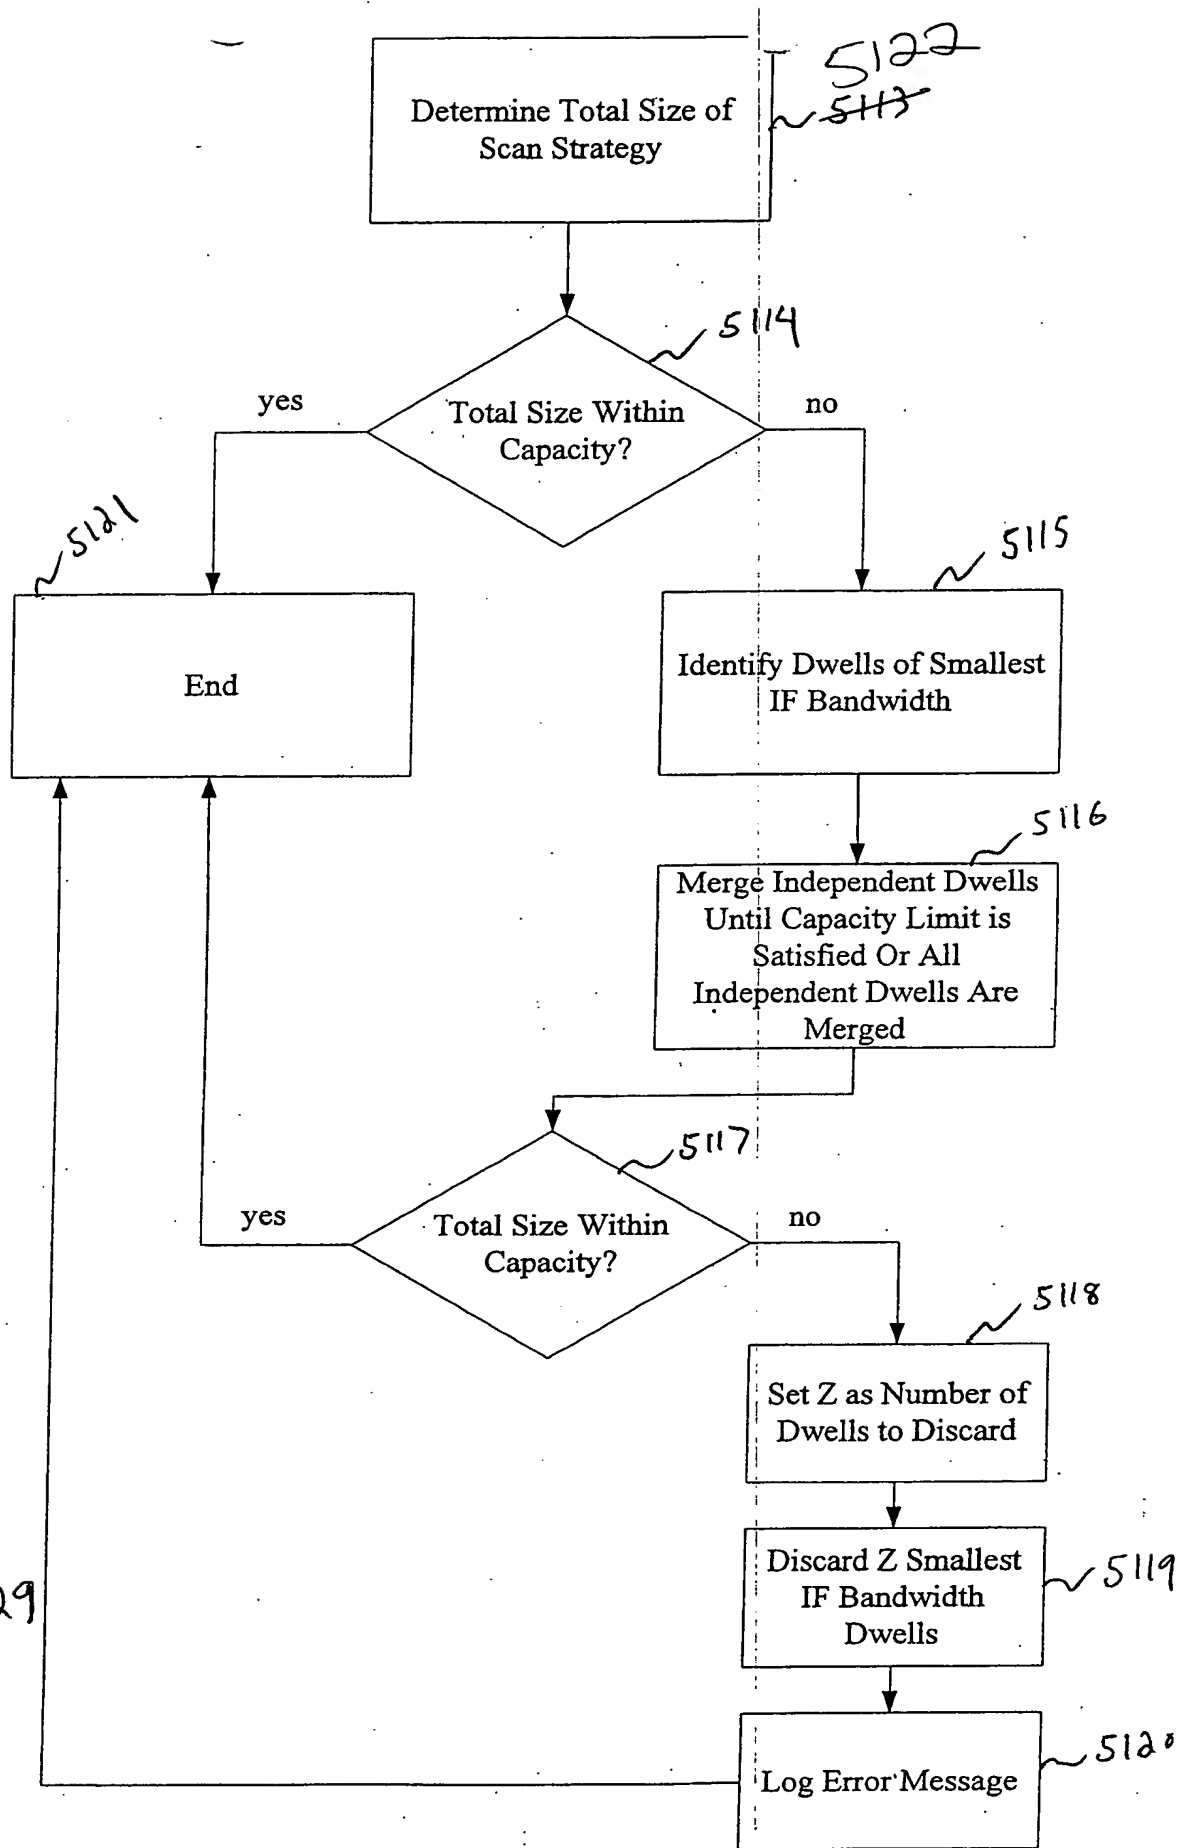 5122
5113
Determine Total Size of
Scan Strategy
5114
Total Size Within
Capacity?
yes
no
5121
End
5115
Identify Dwells of Smallest
IF Bandwidth
5116
Merge Independent Dwells
Until Capacity Limit is
Satisfied Or All
Independent Dwells Are
Merged
5117
Total Size Within
Capacity?
yes
no
5118
Set Z as Number of
Dwells to Discard
Discard Z Smallest
IF Bandwidth
Dwells
5119
29
Log Error Message
5120